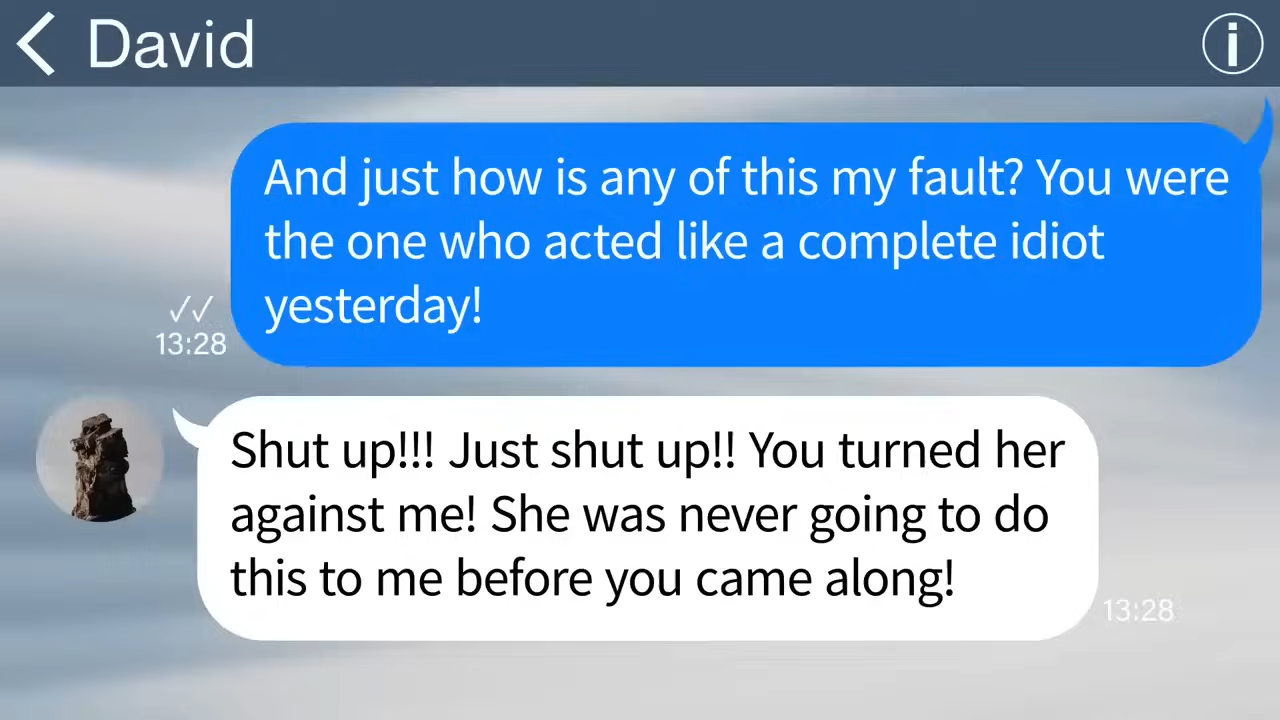 David
i
And just how is any of this my fault? You were
the one who acted like a complete idiot
yesterday!
13:28
Shut up!!! Just shut up!! You turned her
against me! She was never going to do
this to me before you came along!
13:28